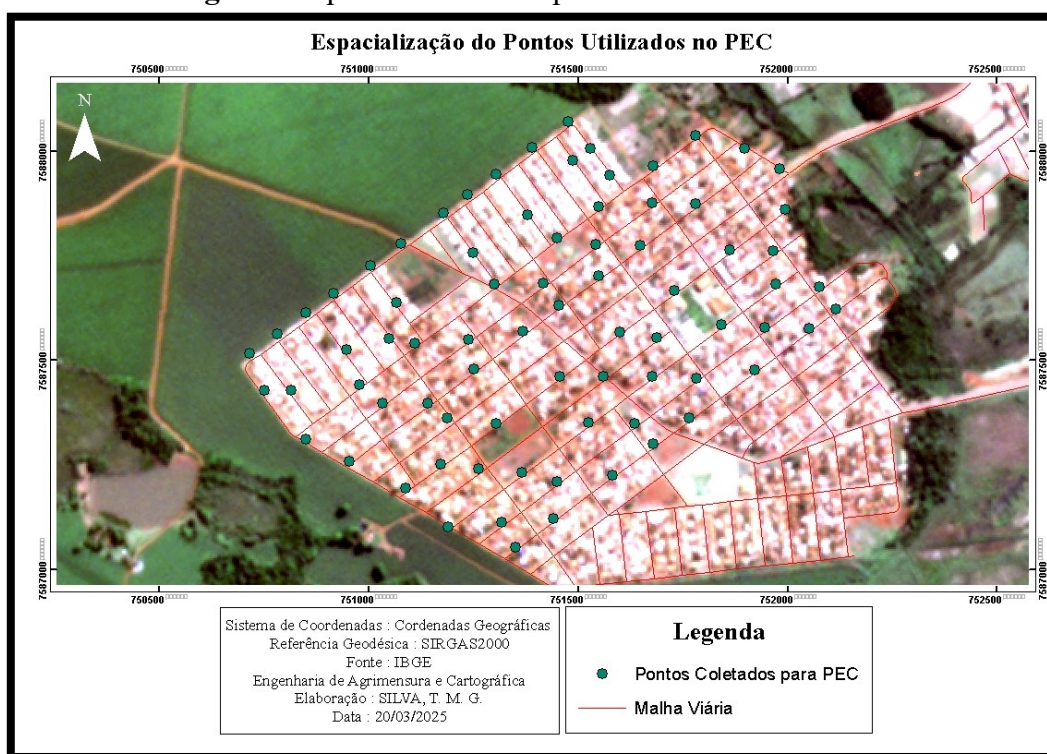 Espacialização do Pontos Utilizados no PEC
750500 751000 751500 752000 752500
N
7588000 7588000
7587500 7587500
7587000 7587000
750500 751000 751500 752000 752500
Sistema de Coordenadas : Cordenadas Geográficas
Referência Geodésica : SIRGAS2000
Fonte : IBGE
Engenharia de Agrimensura e Cartográfica
Elaboração : SILVA, T. M. G.
Data : 20/03/2025
Legenda
Pontos Coletados para PEC
Malha Viária